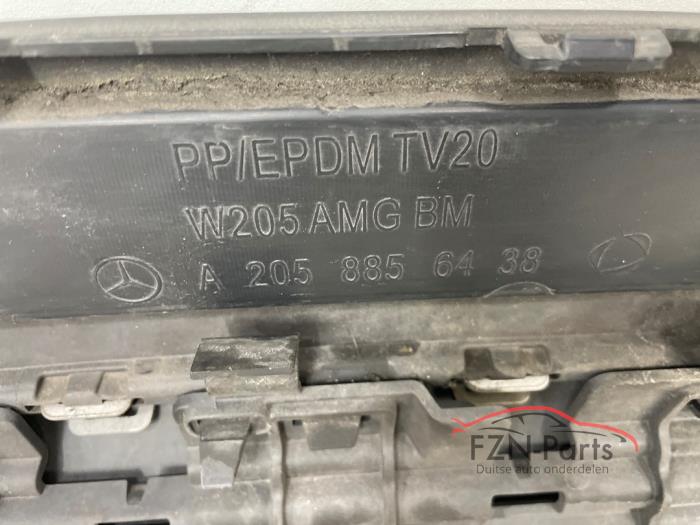 PP/EPDM TV20
W205 AMG BM
A 205 885 64 38
FZN-Parts
Duitse auto onderdelen